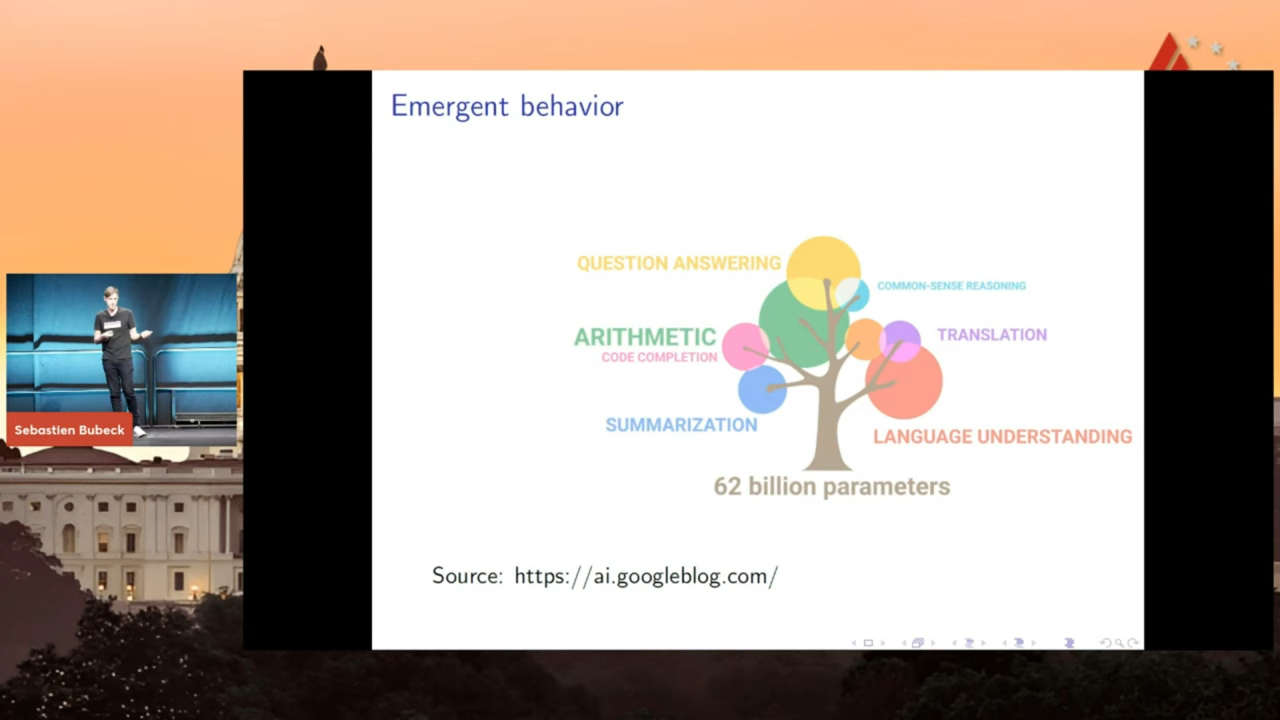 Emergent behavior
QUESTION ANSWERING
COMMON-SENSE REASONING
ARITHMETIC
TRANSLATION
CODE COMPLETION
SUMMARIZATION
LANGUAGE UNDERSTANDING
62 billion parameters
Source: https://ai.googleblog.com/
Sebastien Bubeck